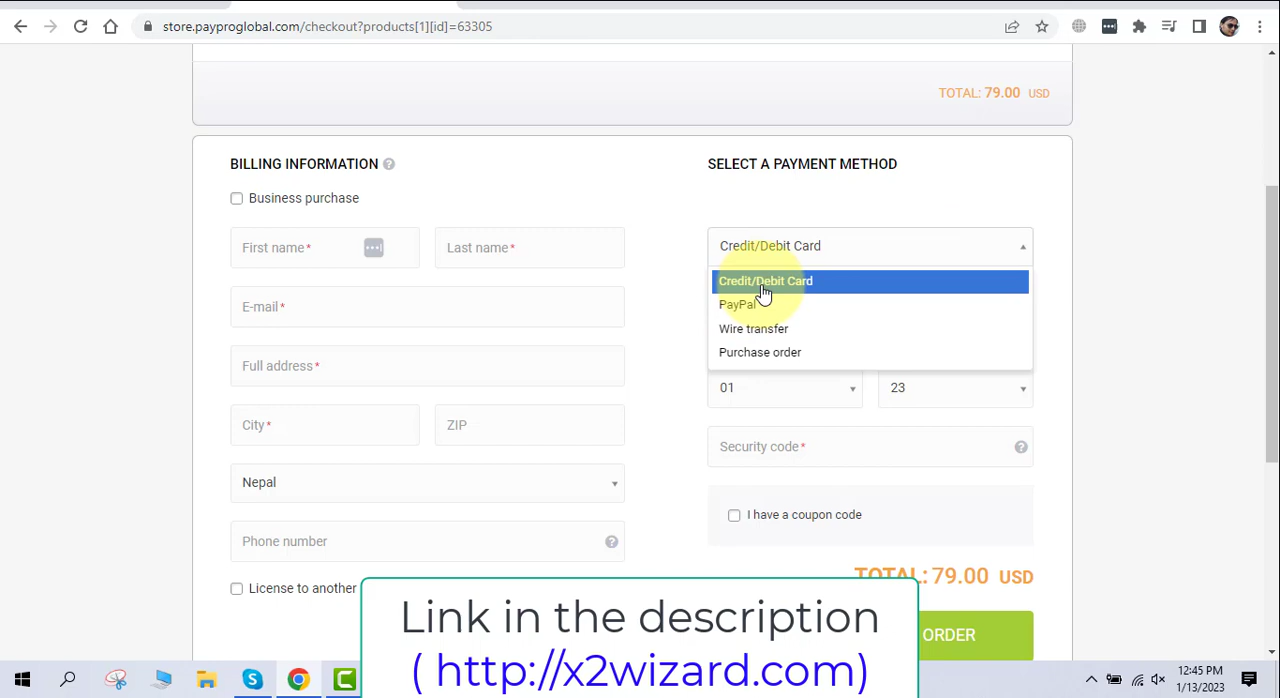 store.payproglobal.com/checkout?products[1][id]=63305
TOTAL: 79.00 USD
BILLING INFORMATION ?
Business purchase
First name*
Last name*
E-mail*
Full address*
City*
ZIP
Nepal
Phone number ?
License to another
SELECT A PAYMENT METHOD
Credit/Debit Card
Credit/Debit Card
PayPal
Wire transfer
Purchase order
01
23
Security code* ?
I have a coupon code
TOTAL: 79.00 USD
ORDER
Link in the description
( http://x2wizard.com)
12:45 PM
1/13/2023